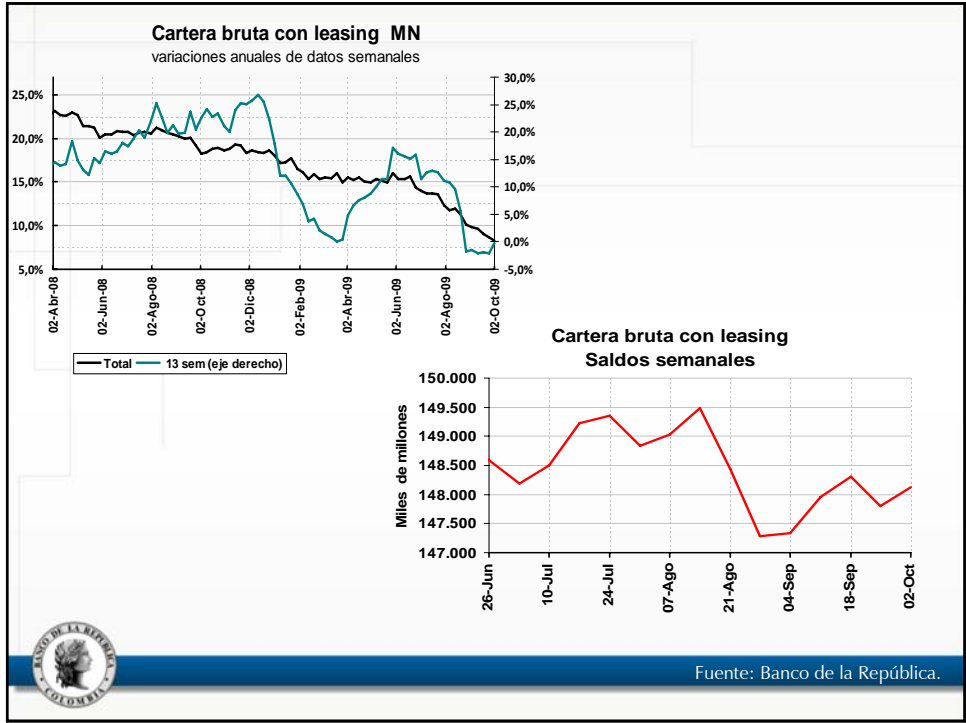 Cartera bruta con leasing MN
variaciones anuales de datos semanales
30,0%
25,0%
20,0%
15,0%
10,0%
5,0%
0,0%
-5,0%
25,0%
20,0%
15,0%
10,0%
5,0%
02-Abr-08
02-Jun-08
02-Ago-08
02-Oct-08
02-Dic-08
02-Feb-09
02-Abr-09
02-Jun-09
02-Ago-09
02-Oct-09
Total
13 sem (eje derecho)
Cartera bruta con leasing
Saldos semanales
Miles de millones
150.000
149.500
149.000
148.500
148.000
147.500
147.000
26-Jun
10-Jul
24-Jul
07-Ago
21-Ago
04-Sep
18-Sep
02-Oct
BANCO DE LA REPUBLICA
COLOMBIA
Fuente: Banco de la República.